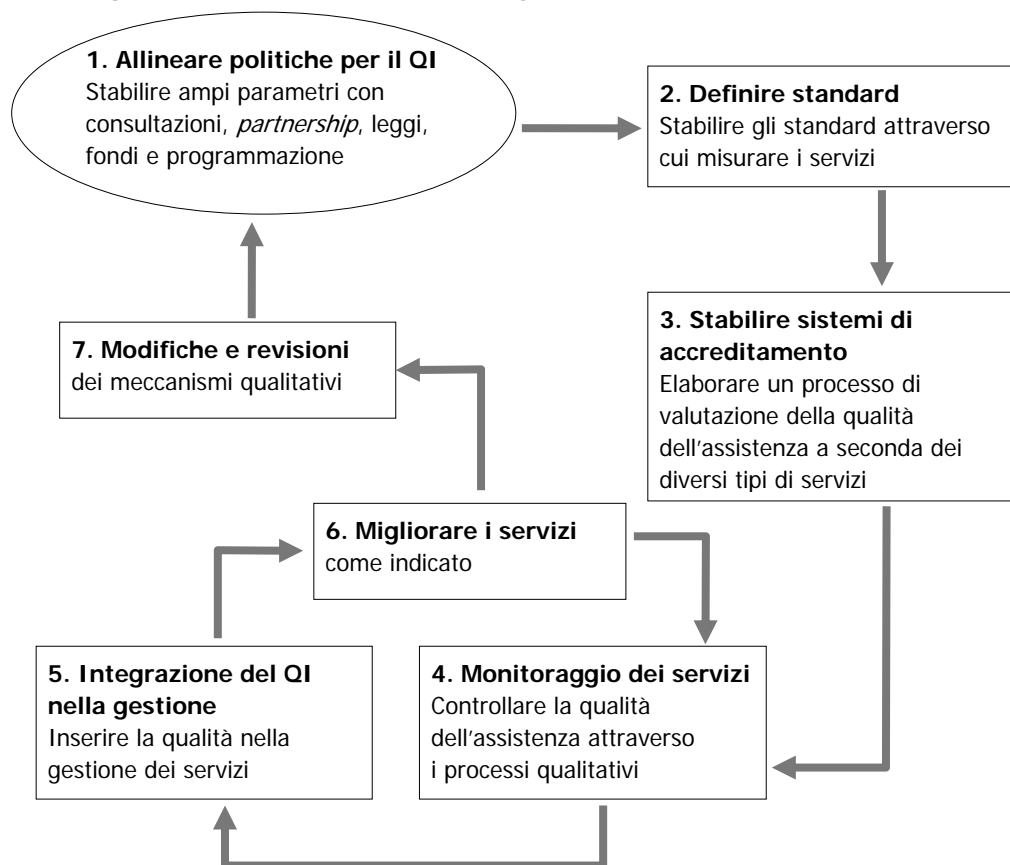 1. Allineare politiche per il QI
Stabilire ampi parametri con
consultazioni, partnership, leggi,
fondi e programmazione
2. Definire standard
Stabilire gli standard attraverso
cui misurare i servizi
3. Stabilire sistemi di
accreditamento
Elaborare un processo di
valutazione della qualità
dell'assistenza a seconda dei
diversi tipi di servizi
7. Modifiche e revisioni
dei meccanismi qualitativi
6. Migliorare i servizi
come indicato
5. Integrazione del QI
nella gestione
Inserire la qualità nella
gestione dei servizi
4. Monitoraggio dei servizi
Controllare la qualità
dell'assistenza attraverso
i processi qualitativi